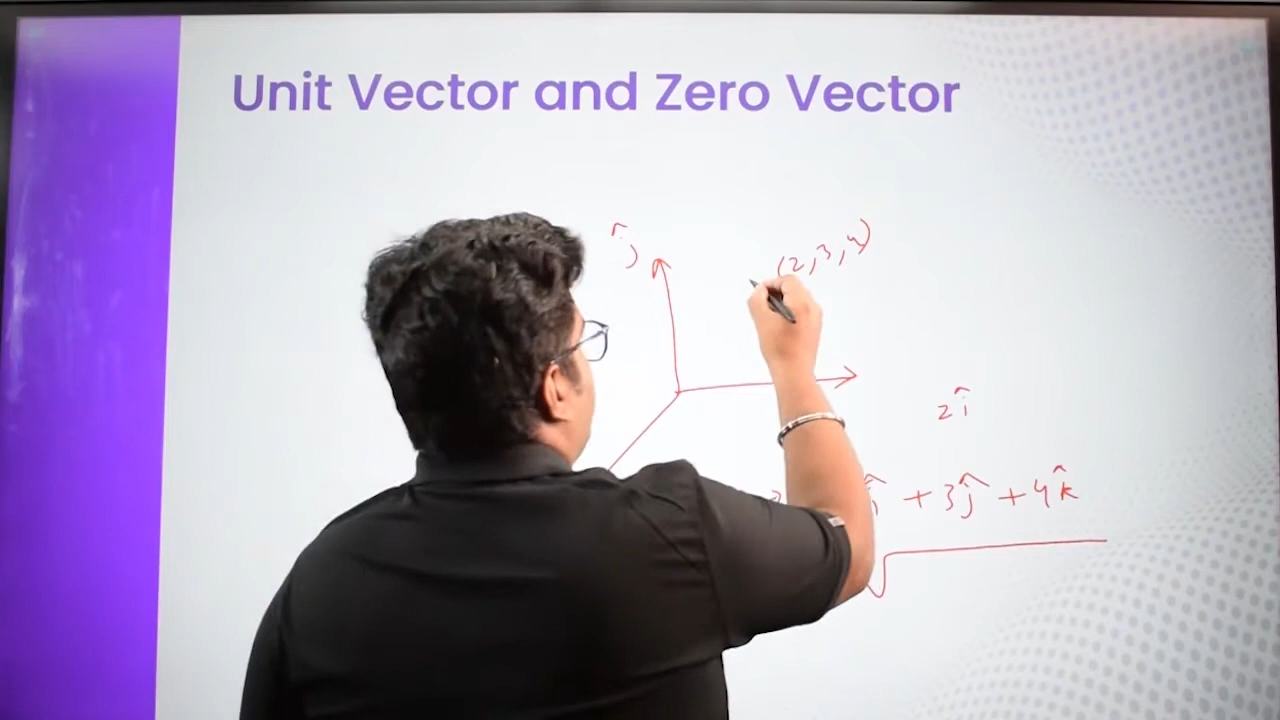 Unit Vector and Zero Vector
ĵ
(2,3,4)
2î
î + 3ĵ + 4k̂
√